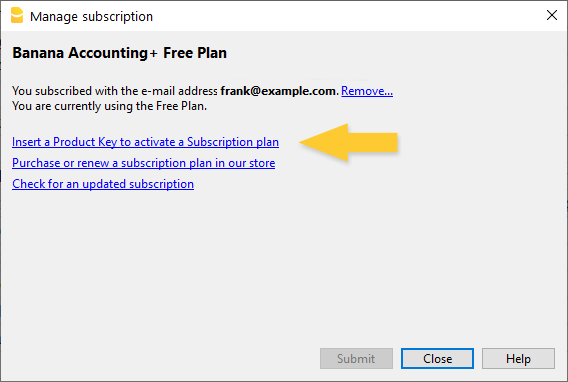 Manage subscription
Banana Accounting+ Free Plan
You subscribed with the e-mail address frank@example.com. Remove...
You are currently using the Free Plan.
Insert a Product Key to activate a Subscription plan
Purchase or renew a subscription plan in our store
Check for an updated subscription
Submit Close Help